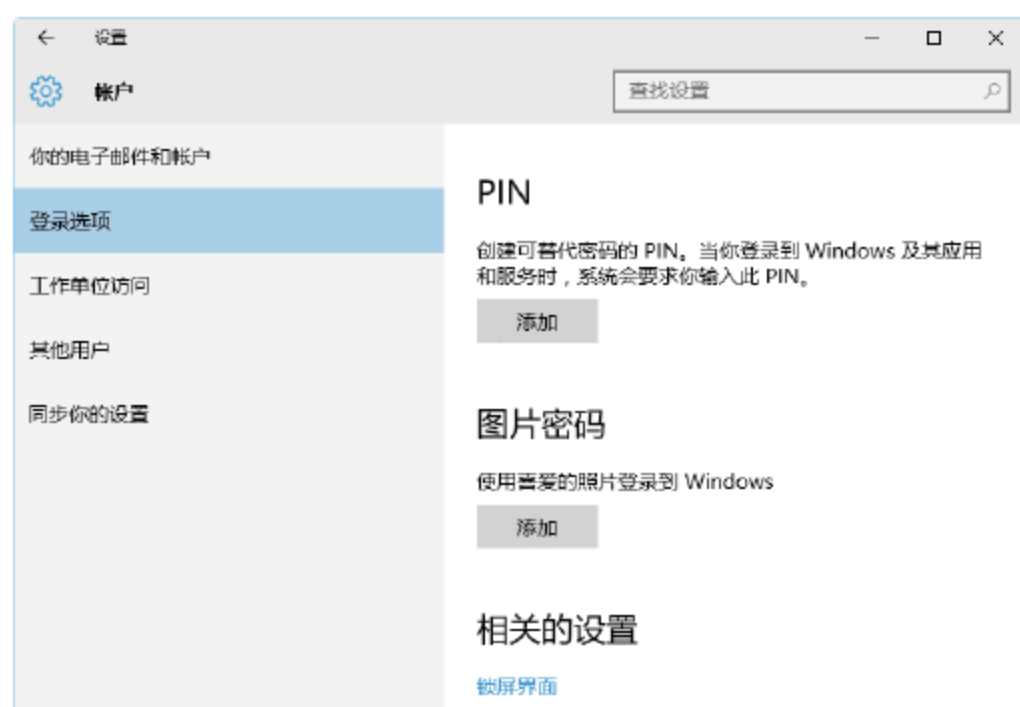 设置
帐户
查找设置
你的电子邮件和帐户
登录选项
工作单位访问
其他用户
同步你的设置
PIN
创建可替代密码的 PIN。当你登录到 Windows 及其应用
和服务时，系统会要求你输入此 PIN。
添加
图片密码
使用喜爱的照片登录到 Windows
添加
相关的设置
锁屏界面